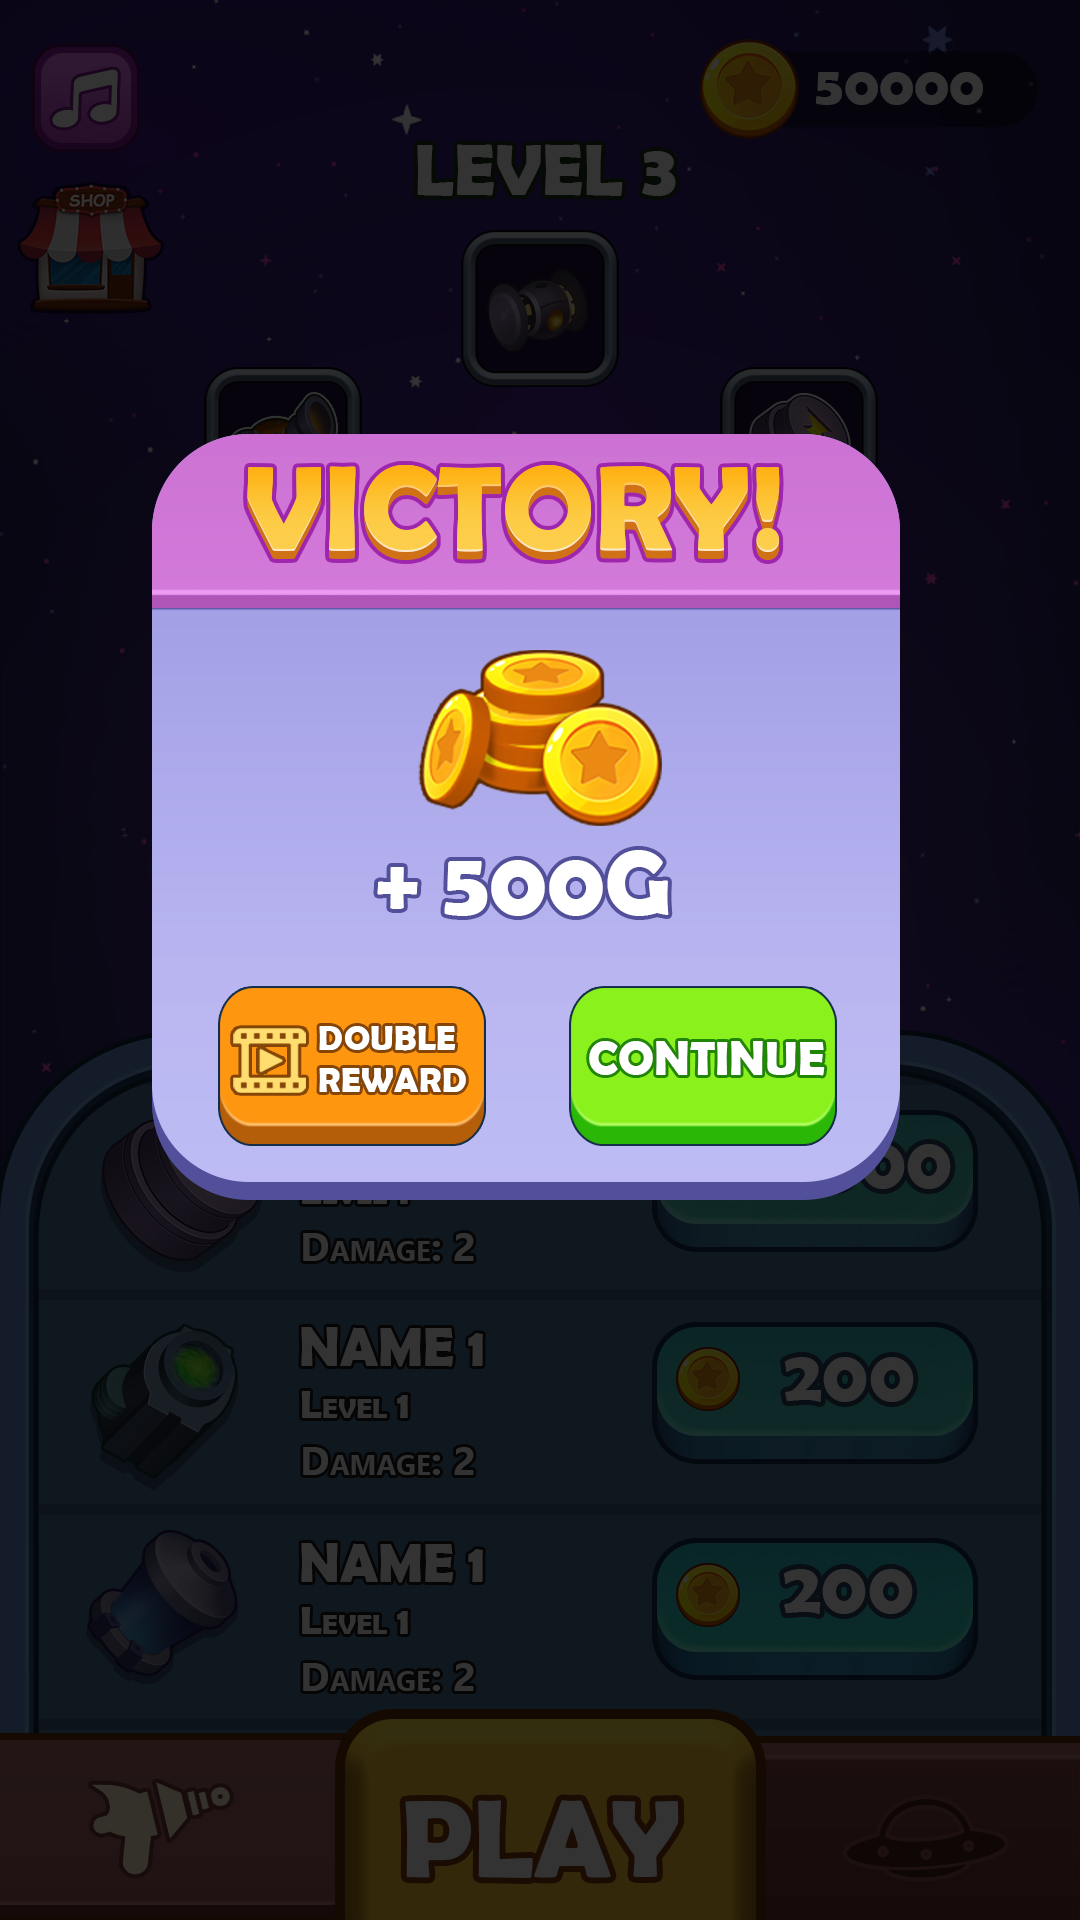 50000
LEVEL 3
SHOP
VICTORY!
+ 500G
DOUBLE
REWARD
CONTINUE
00
Damage: 2
NAME 1
Level 1
Damage: 2
200
NAME 1
Level 1
Damage: 2
200
PLAY